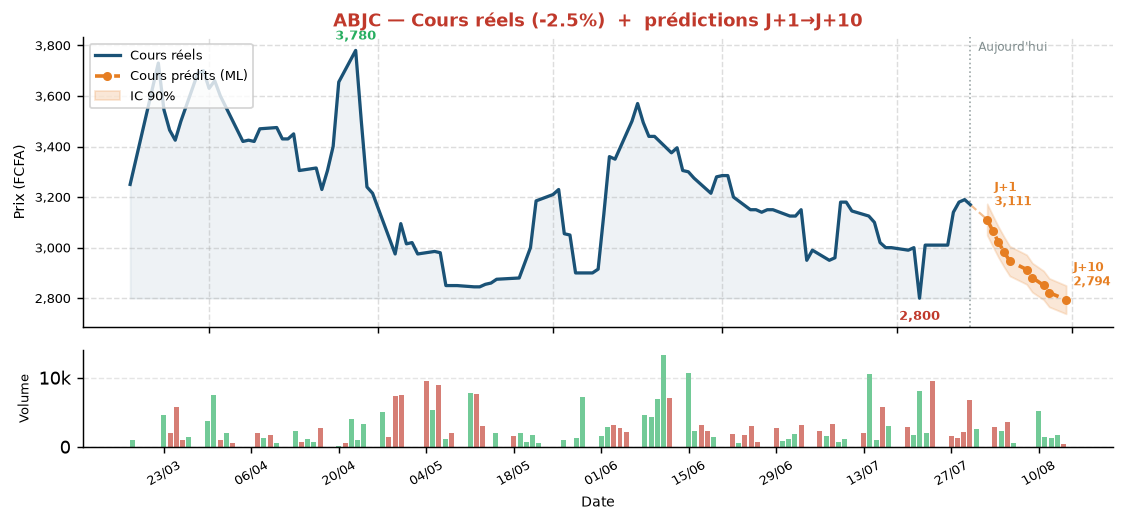 ABJC — Cours réels (-2.5%)  +  prédictions J+1→J+10
3,780
Aujourd'hui
Cours réels
Cours prédits (ML)
IC 90%
Prix (FCFA)
3,800
3,600
3,400
3,200
3,000
2,800
J+1
3,111
J+10
2,794
2,800
Volume
10k
0
23/03
06/04
20/04
04/05
18/05
01/06
15/06
29/06
13/07
27/07
10/08
Date